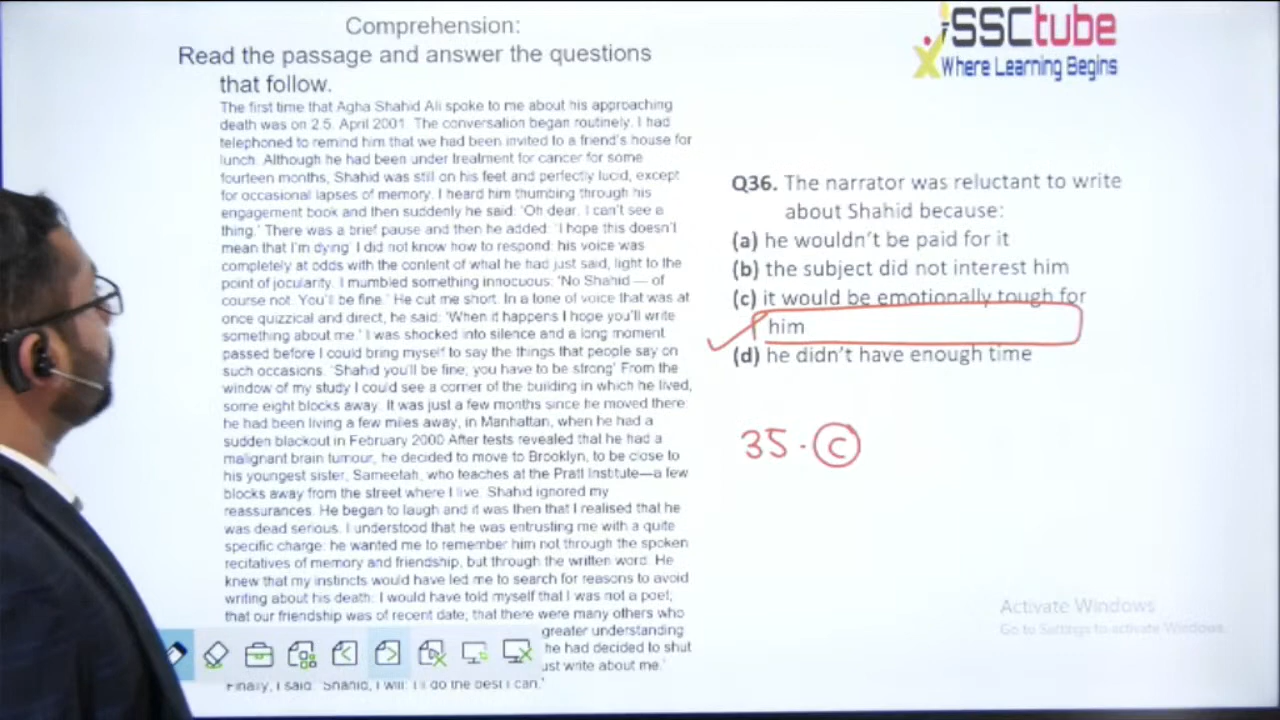 Comprehension:
Read the passage and answer the questions
that follow.
The first time that Agha Shahid Ali spoke to me about his approaching
death was on 25. April 2001. The conversation began routinely. I had
telephoned to remind him that we had been invited to a friend's house for
lunch. Although he had been under treatment for cancer for some
fourteen months, Shahid was still on his feet and perfectly lucid, except
for occasional lapses of memory. I heard him thumbing through his
engagement book and then suddenly he said: 'Oh dear. I can't see a
thing.' There was a brief pause and then he added: 'I hope this doesn't
mean that I'm dying' I did not know how to respond: his voice was
completely at odds with the content of what he had just said, light to the
point of jocularity. I mumbled something innocuous: 'No Shahid — of
course not. You'll be fine.' He cut me short. In a tone of voice that was at
once quizzical and direct, he said: 'When it happens I hope you'll write
something about me.' I was shocked into silence and a long moment
passed before I could bring myself to say the things that people say on
such occasions. 'Shahid you'll be fine; you have to be strong' From the
window of my study I could see a corner of the building in which he lived,
some eight blocks away. It was just a few months since he moved there:
he had been living a few miles away, in Manhattan, when he had a
sudden blackout in February 2000 After tests revealed that he had a
malignant brain tumour, he decided to move to Brooklyn, to be close to
his youngest sister, Sameetah, who teaches at the Pratt Institute—a few
blocks away from the street where I live. Shahid ignored my
reassurances. He began to laugh and it was then that I realised that he
was dead serious. I understood that he was entrusting me with a quite
specific charge: he wanted me to remember him not through the spoken
recitatives of memory and friendship, but through the written word. He
knew that my instincts would have led me to search for reasons to avoid
writing about his death: I would have told myself that I was not a poet;
that our friendship was of recent date; that there were many others who
greater understanding
he had decided to shut
ust write about me.'
Finally, I said: 'Shahid, I will: I'll do the best I can.'
SSCtube
Where Learning Begins
Q36. The narrator was reluctant to write
about Shahid because:
(a) he wouldn't be paid for it
(b) the subject did not interest him
(c) it would be emotionally tough for
him
(d) he didn't have enough time
35. C
Activate Windows
Go to Settings to activate Windows.